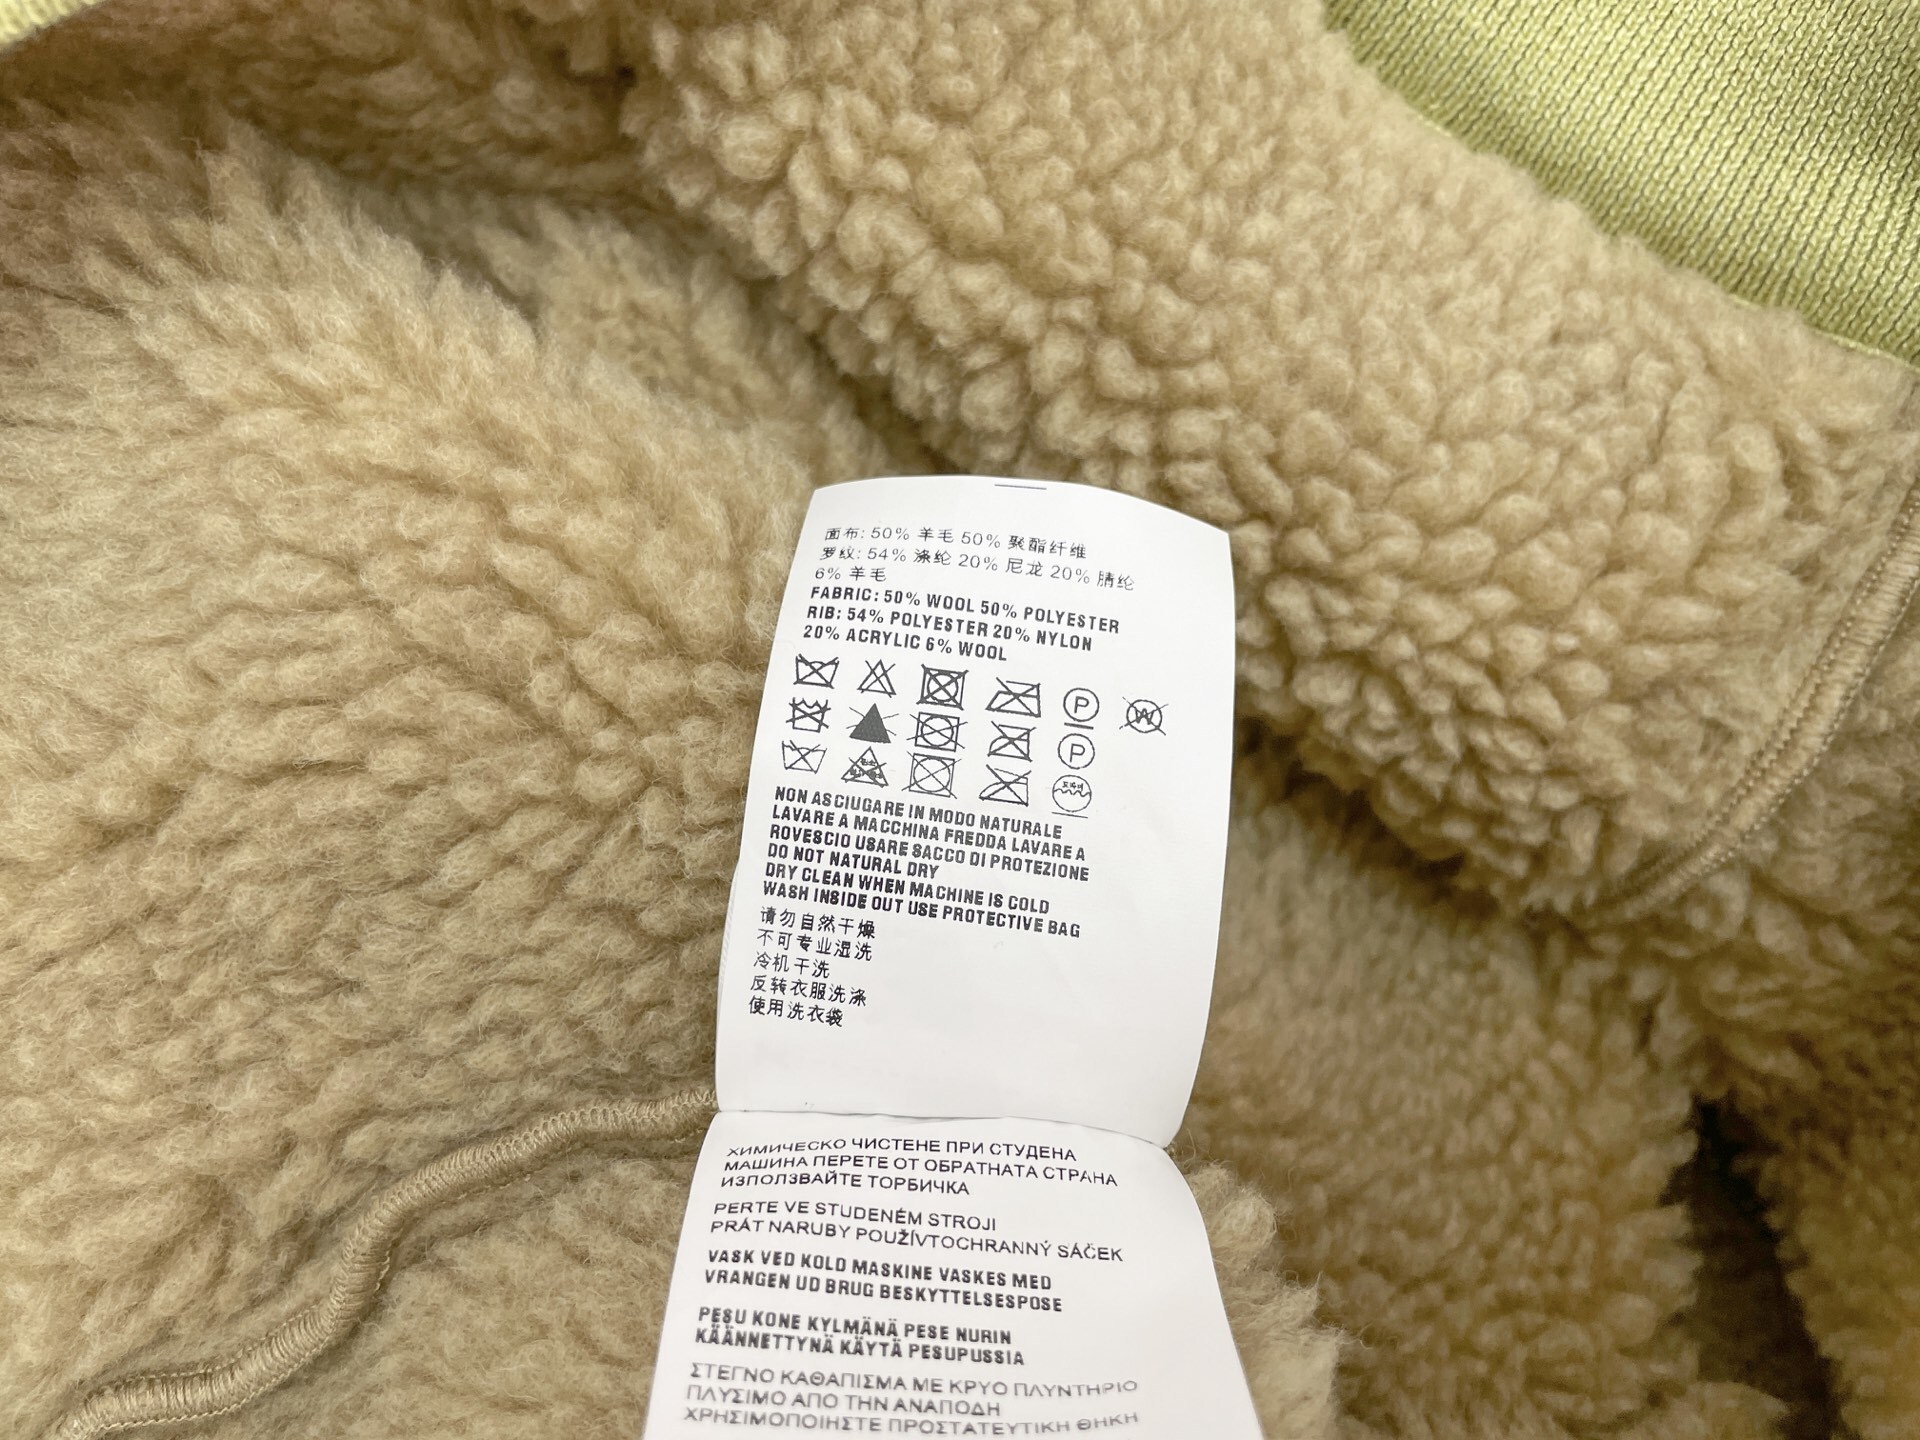 面布: 50% 羊毛 50% 聚酯纤维
罗纹: 54% 涤纶 20% 尼龙 20% 腈纶
6% 羊毛
FABRIC: 50% WOOL 50% POLYESTER
RIB: 54% POLYESTER 20% NYLON
20% ACRYLIC 6% WOOL
P W
P
NON ASCIUGARE IN MODO NATURALE
LAVARE A MACCHINA FREDDA LAVARE A
ROVESCIO USARE SACCO DI PROTEZIONE
DO NOT NATURAL DRY
DRY CLEAN WHEN MACHINE IS COLD
WASH INSIDE OUT USE PROTECTIVE BAG
请勿自然干燥
不可专业湿洗
冷机干洗
反转衣服洗涤
使用洗衣袋
ХИМИЧЕСКО ЧИСТЕНЕ ПРИ СТУДЕНА
МАШИНА ПЕРЕТЕ ОТ ОБРАТНАТА СТРАНА
ИЗПОЛЗВАЙТЕ ТОРБИЧКА
PERTE VE STUDENÉM STROJI
PRÁT NARUBY POUŽÍVTOCHRANNÝ SÁČEK
VASK VED KOLD MASKINE VASKES MED
VRANGEN UD BRUG BESKYTTELSESPOSE
PESU KONE KYLMÄNÄ PESE NURIN
KÄÄNNETTYNÄ KÄYTÄ PESUPUSSIA
ΣΤΕΓΝΟ ΚΑΘΑΠΙΣΜΑ ΜΕ ΚΡΥΟ ΠΛΥΝΤΗΡΙΟ
ΠΛΥΣΙΜΟ ΑΠΟ ΤΗΝ ΑΝΑΠΟΔΗ
ΧΡΗΣΙΜΟΠΟΙΗΣΤΕ ΠΡΟΣΤΑΤΕΥΤΙΚΗ ΘΗΚΗ